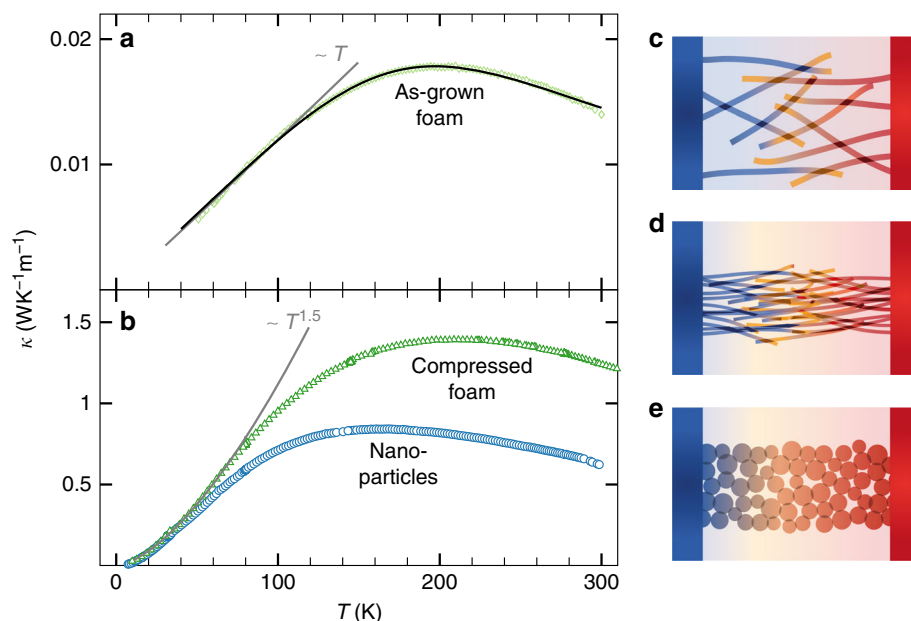 a
0.02
0.01
~ T
As-grown
foam
b
1.5
1
0.5
~ T^1.5
Compressed
foam
Nano-
particles
κ (WK⁻¹m⁻¹)
0
100
200
300
T (K)
c
d
e